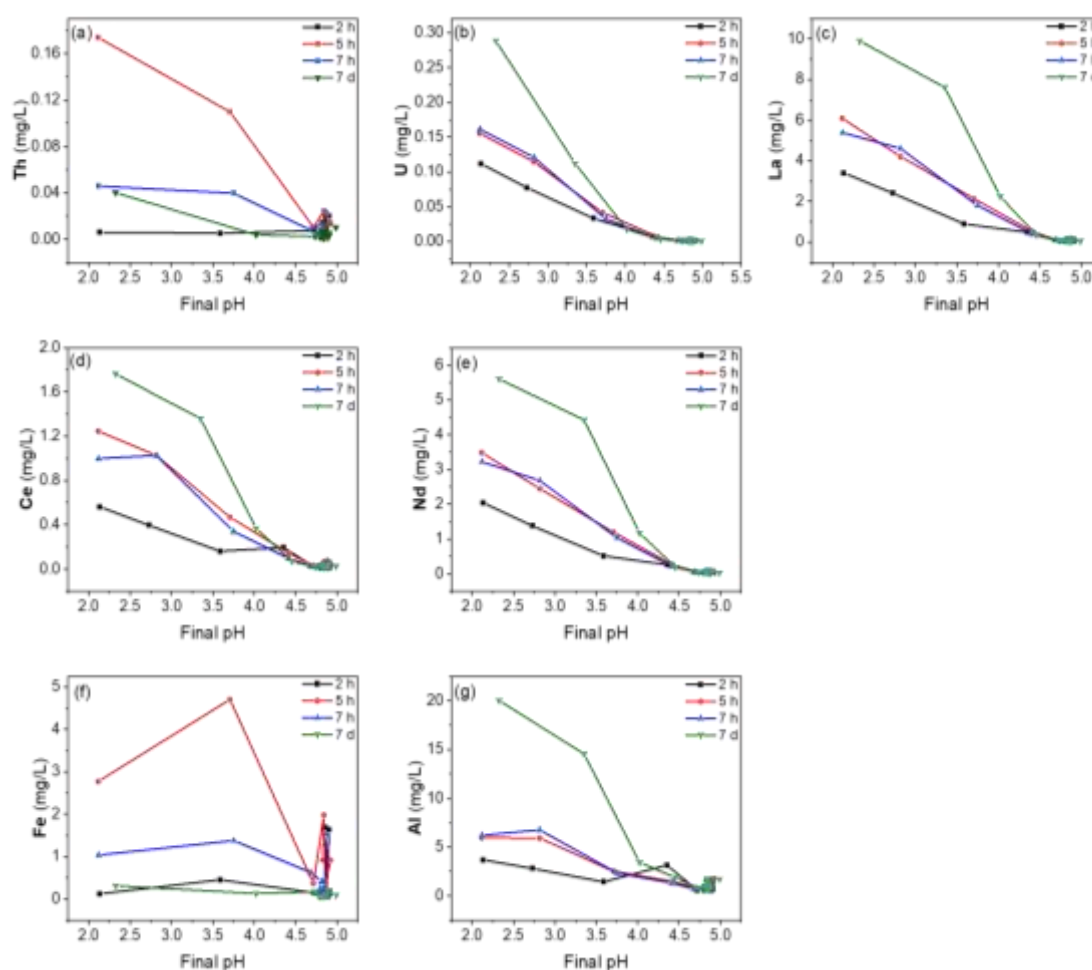 (a)
2 h
5 h
7 h
7 d
Th (mg/L)
0.16
0.12
0.08
0.04
0.00
2.0 2.5 3.0 3.5 4.0 4.5 5.0
Final pH
(b)
2 h
5 h
7 h
7 d
U (mg/L)
0.30
0.25
0.20
0.15
0.10
0.05
0.00
2.0 2.5 3.0 3.5 4.0 4.5 5.0 5.5
Final pH
(c)
2
5
7
7
La (mg/L)
10
8
6
4
2
0
2.0 2.5 3.0 3.5 4.0 4.5 5.0
Final pH
(d)
2 h
5 h
7 h
7 d
Ce (mg/L)
2.0
1.6
1.2
0.8
0.4
0.0
2.0 2.5 3.0 3.5 4.0 4.5 5.0
Final pH
(e)
2 h
5 h
7 h
7 d
Nd (mg/L)
6
5
4
3
2
1
0
2.0 2.5 3.0 3.5 4.0 4.5 5.0
Final pH
(f)
2 h
5 h
7 h
7 d
Fe (mg/L)
5
4
3
2
1
0
2.0 2.5 3.0 3.5 4.0 4.5 5.0
Final pH
(g)
2 h
5 h
7 h
7 d
Al (mg/L)
20
15
10
5
0
2.0 2.5 3.0 3.5 4.0 4.5 5.0
Final pH